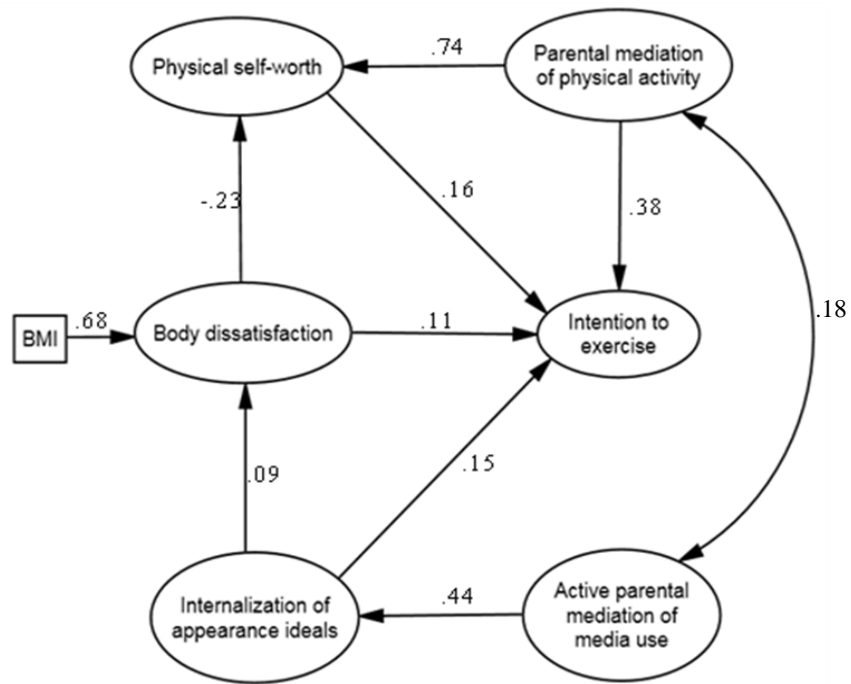 Physical self-worth
.74
Parental mediation
of physical activity
-.23
.16
.38
BMI
.68
Body dissatisfaction
.11
Intention to
exercise
.18
.09
.15
Internalization of
appearance ideals
.44
Active parental
mediation of
media use